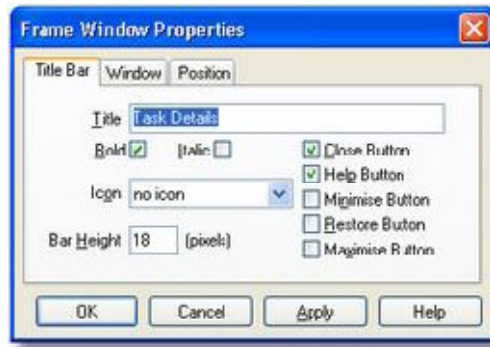 Frame Window Properties
Title Bar Window Position
Title Task Details
Bold Italic Close Button
Help Button
Icon no icon Minimise Button
Restore Button
Bar Height 18 (pixels) Maximise Button
OK Cancel Apply Help